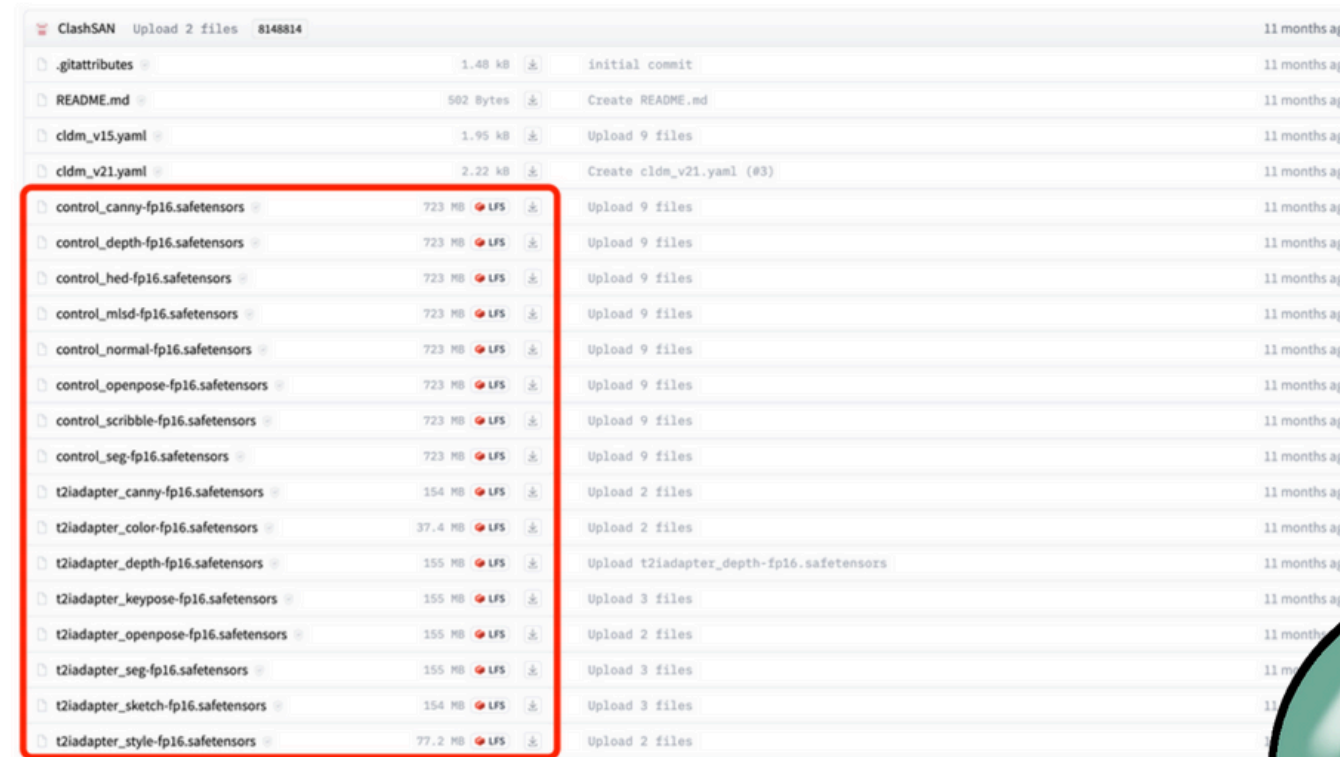 ClashSAN Upload 2 files 8148814 11 months ag
.gitattributes 1.48 kB initial commit 11 months ag
README.md 502 Bytes Create README.md 11 months ag
cldm_v15.yaml 1.95 kB Upload 9 files 11 months ag
cldm_v21.yaml 2.22 kB Create cldm_v21.yaml (#3) 11 months ag
control_canny-fp16.safetensors 723 MB LFS Upload 9 files 11 months ag
control_depth-fp16.safetensors 723 MB LFS Upload 9 files 11 months ag
control_hed-fp16.safetensors 723 MB LFS Upload 9 files 11 months ag
control_mlsd-fp16.safetensors 723 MB LFS Upload 9 files 11 months ag
control_normal-fp16.safetensors 723 MB LFS Upload 9 files 11 months ag
control_openpose-fp16.safetensors 723 MB LFS Upload 9 files 11 months ag
control_scribble-fp16.safetensors 723 MB LFS Upload 9 files 11 months ag
control_seg-fp16.safetensors 723 MB LFS Upload 9 files 11 months ag
t2iadapter_canny-fp16.safetensors 154 MB LFS Upload 2 files 11 months ag
t2iadapter_color-fp16.safetensors 37.4 MB LFS Upload 2 files 11 months ag
t2iadapter_depth-fp16.safetensors 155 MB LFS Upload t2iadapter_depth-fp16.safetensors 11 months ag
t2iadapter_keypose-fp16.safetensors 155 MB LFS Upload 3 files 11 months ag
t2iadapter_openpose-fp16.safetensors 155 MB LFS Upload 2 files 11 months
t2iadapter_seg-fp16.safetensors 155 MB LFS Upload 3 files 11 mo
t2iadapter_sketch-fp16.safetensors 154 MB LFS Upload 3 files 11
t2iadapter_style-fp16.safetensors 77.2 MB LFS Upload 2 files